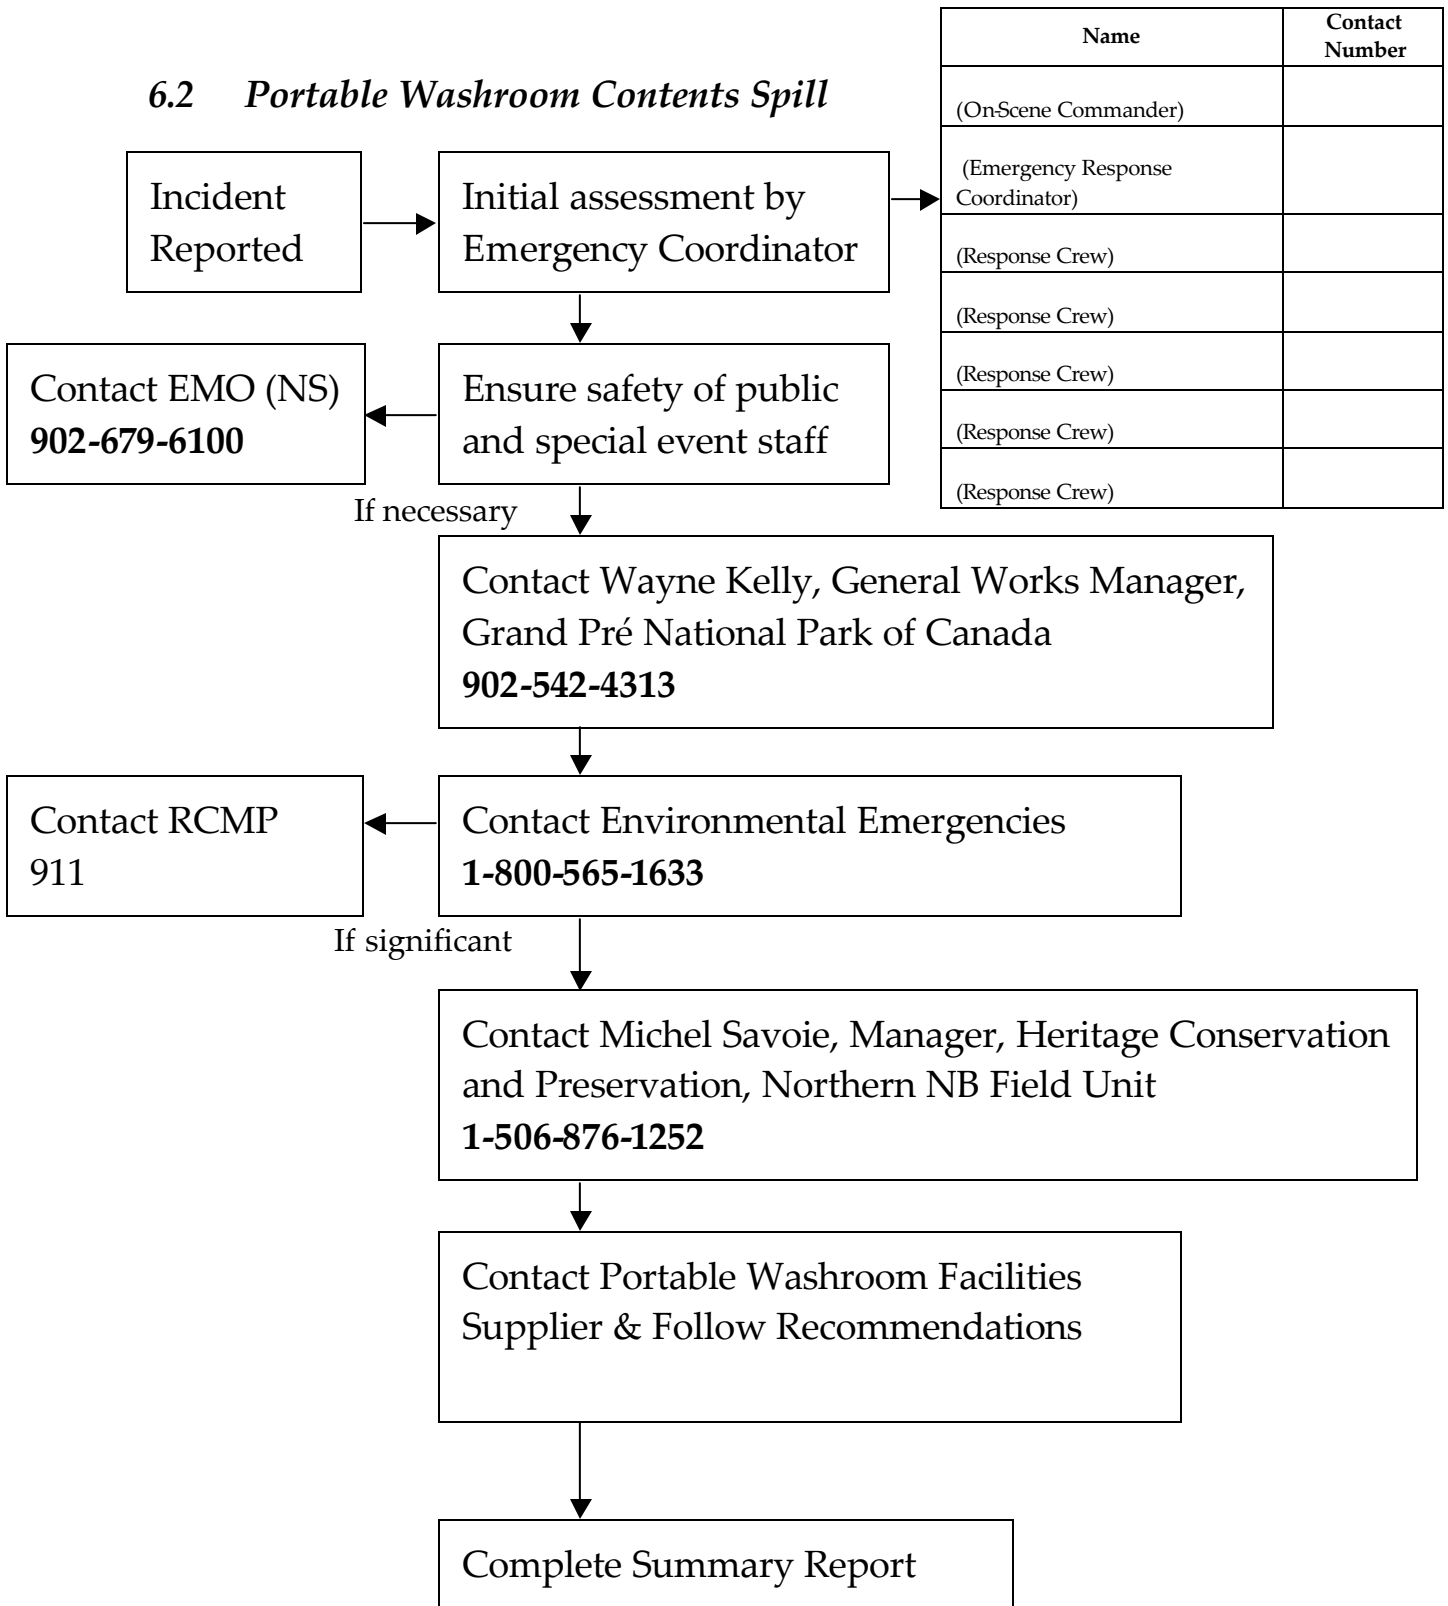 6.2 Portable Washroom Contents Spill
Name
Contact
Number
(On-Scene Commander)
(Emergency Response
Coordinator)
(Response Crew)
(Response Crew)
(Response Crew)
(Response Crew)
(Response Crew)
Incident
Reported
Initial assessment by
Emergency Coordinator
Contact EMO (NS)
902-679-6100
Ensure safety of public
and special event staff
If necessary
Contact Wayne Kelly, General Works Manager,
Grand Pré National Park of Canada
902-542-4313
Contact RCMP
911
Contact Environmental Emergencies
1-800-565-1633
If significant
Contact Michel Savoie, Manager, Heritage Conservation
and Preservation, Northern NB Field Unit
1-506-876-1252
Contact Portable Washroom Facilities
Supplier & Follow Recommendations
Complete Summary Report